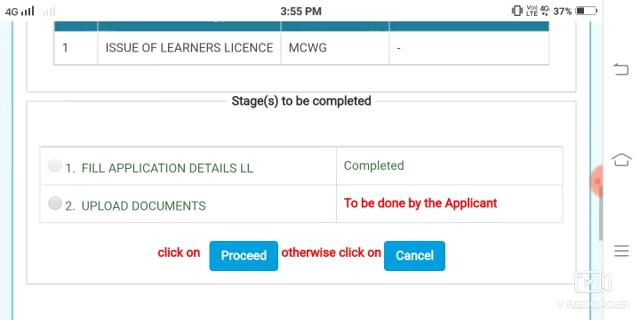 4G 3:55 PM Vo) LTE 4G 37%
1 ISSUE OF LEARNERS LICENCE MCWG -
Stage(s) to be completed
1. FILL APPLICATION DETAILS LL Completed
2. UPLOAD DOCUMENTS To be done by the Applicant
click on Proceed otherwise click on Cancel
V RECORDER